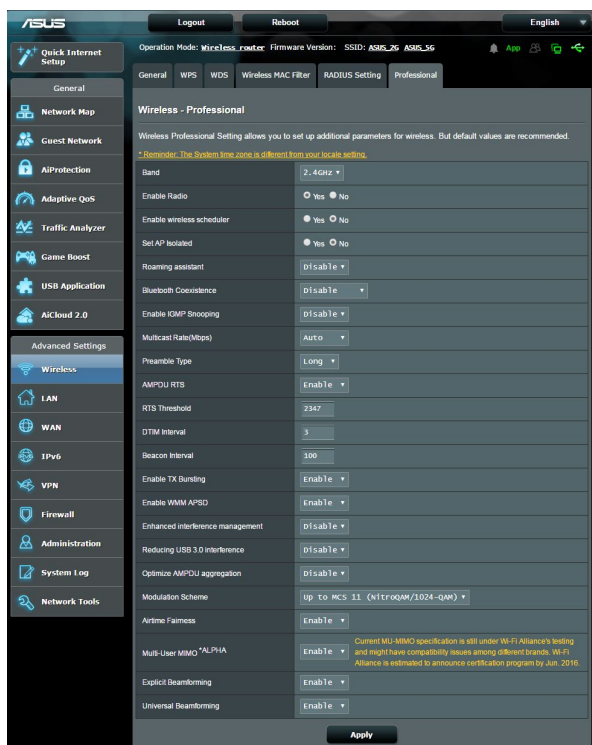 ASUS
Logout
Reboot
English
Quick Internet Setup
Operation Mode: Wireless router Firmware Version: SSID: ASUS_2G ASUS_5G
App
General WPS WDS Wireless MAC Filter RADIUS Setting Professional
General
Network Map
Guest Network
AiProtection
Adaptive QoS
Traffic Analyzer
Game Boost
USB Application
AiCloud 2.0
Advanced Settings
Wireless
LAN
WAN
IPv6
VPN
Firewall
Administration
System Log
Network Tools
Wireless - Professional
Wireless Professional Setting allows you to set up additional parameters for wireless. But default values are recommended.
* Reminder: The System time zone is different from your locale setting.
Band 2.4GHz
Enable Radio Yes No
Enable wireless scheduler Yes No
Set AP Isolated Yes No
Roaming assistant Disable
Bluetooth Coexistence Disable
Enable IGMP Snooping Disable
Multicast Rate(Mbps) Auto
Preamble Type Long
AMPDU RTS Enable
RTS Threshold 2347
DTIM Interval 3
Beacon Interval 100
Enable TX Bursting Enable
Enable WMM APSD Enable
Enhanced interference management Disable
Reducing USB 3.0 interference Disable
Optimize AMPDU aggregation Disable
Modulation Scheme Up to MCS 11 (NitroQAM/1024-QAM)
Airtime Fairness Enable
Multi-User MIMO *ALPHA Enable
Current MU-MIMO specification is still under Wi-Fi Alliance's testing
and might have compatibility issues among different brands. Wi-Fi
Alliance is estimated to announce certification program by Jun. 2016.
Explicit Beamforming Enable
Universal Beamforming Enable
Apply